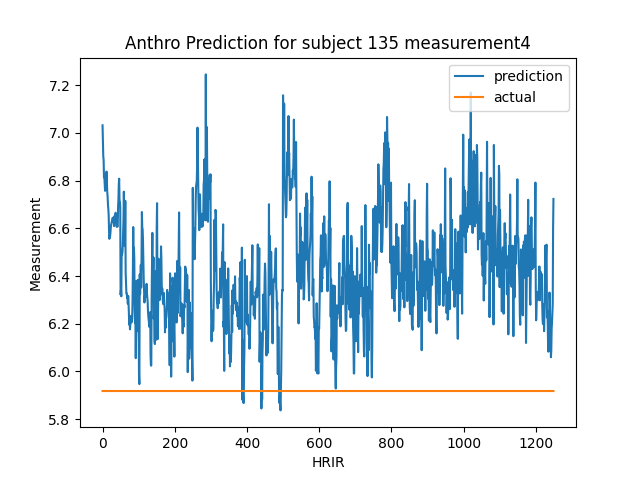 Anthro Prediction for subject 135 measurement4
prediction
actual
Measurement
7.2
7.0
6.8
6.6
6.4
6.2
6.0
5.8
0 200 400 600 800 1000 1200
HRIR